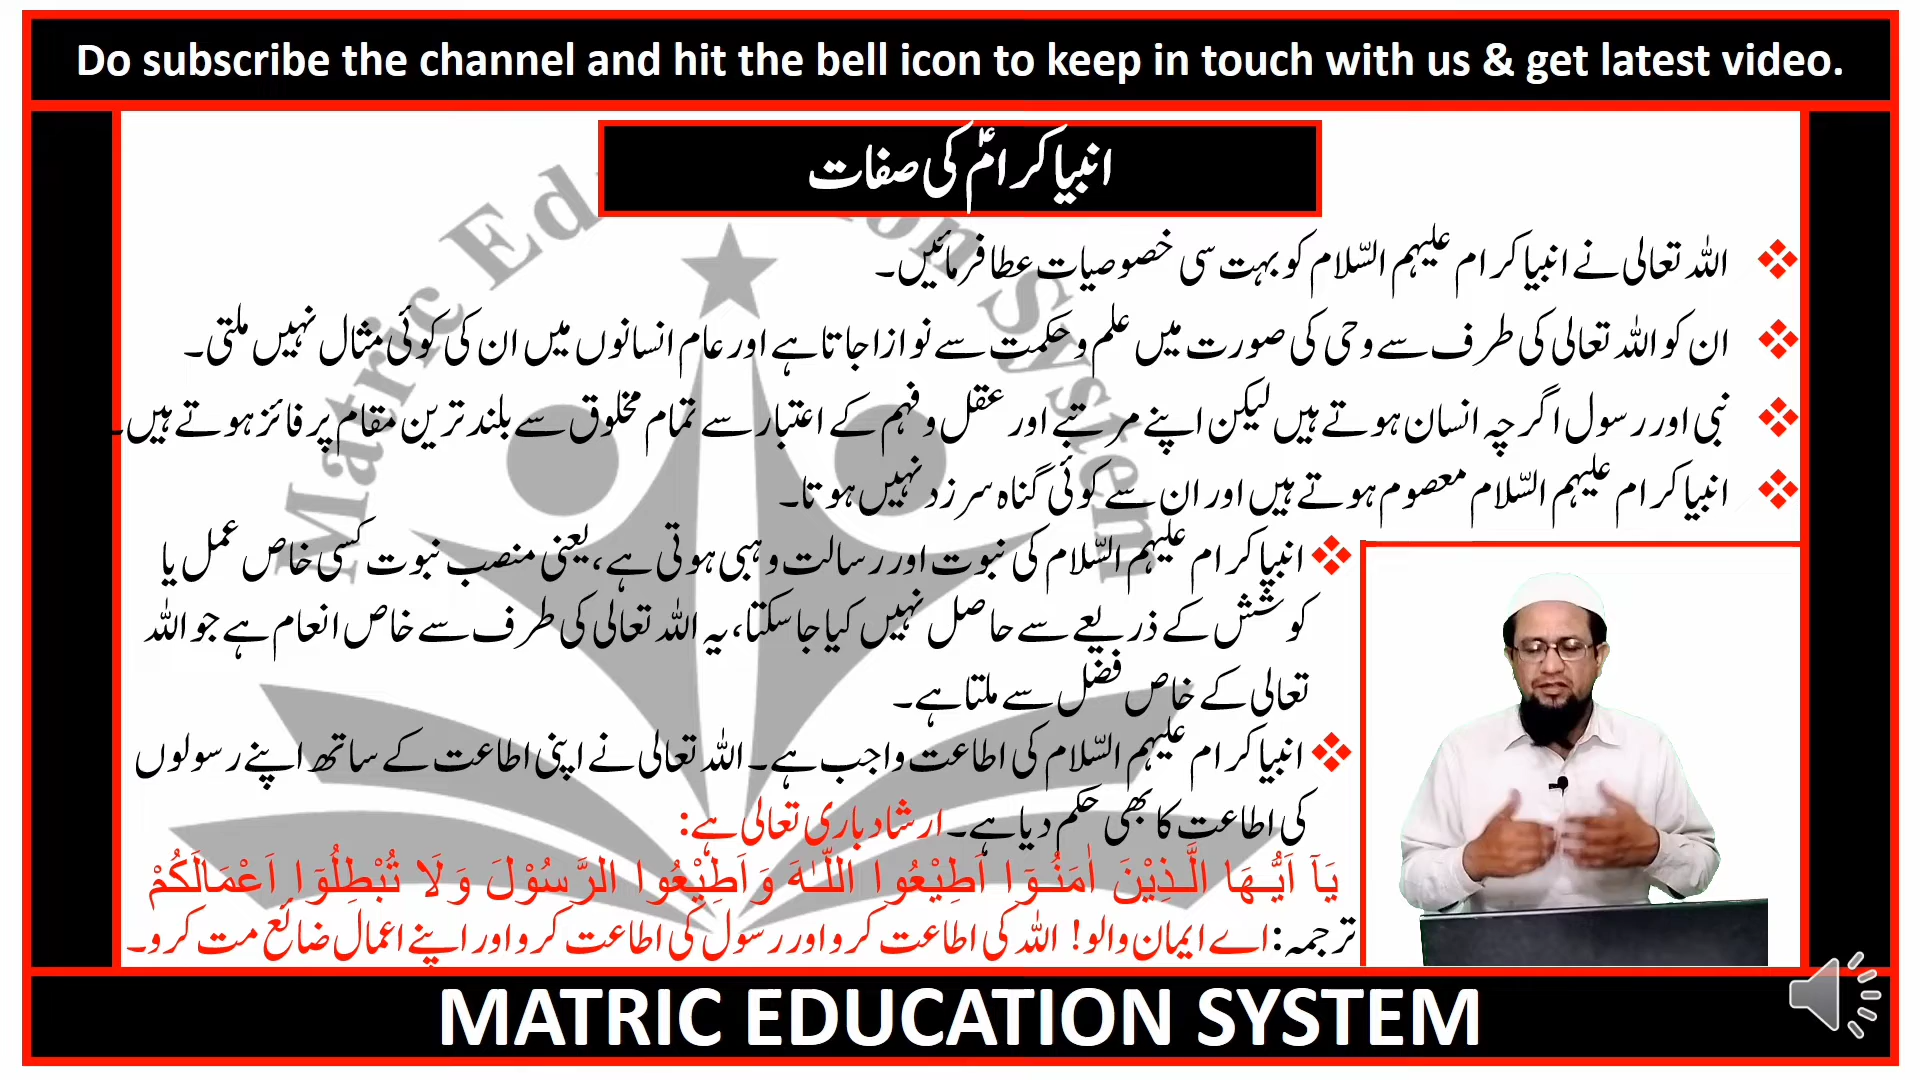 Do subscribe the channel and hit the bell icon to keep in touch with us & get latest video.
انبیا کرامؑ کی صفات
اللہ تعالی نے انبیا کرام علیہم السّلام کو بہت سی خصوصیات عطا فرمائیں۔
ان کو اللہ تعالی کی طرف سے وحی کی صورت میں علم و حکمت سے نوازا جاتا ہے اور عام انسانوں میں ان کی کوئی مثال نہیں ملتی۔
نبی اور رسول اگرچہ انسان ہوتے ہیں لیکن اپنے مرتبے اور عقل و فہم کے اعتبار سے تمام مخلوق سے بلند ترین مقام پر فائز ہوتے ہیں۔
انبیا کرام علیہم السّلام معصوم ہوتے ہیں اور ان سے کوئی گناہ سرزد نہیں ہوتا۔
انبیا کرام علیہم السّلام کی نبوت اور رسالت وہبی ہوتی ہے، یعنی منصب نبوت کسی خاص عمل یا
کوشش کے ذریعے سے حاصل نہیں کیا جا سکتا، یہ اللہ تعالی کی طرف سے خاص انعام ہے جو اللہ
تعالی کے خاص فضل سے ملتا ہے۔
انبیا کرام علیہم السّلام کی اطاعت واجب ہے۔ اللہ تعالی نے اپنی اطاعت کے ساتھ اپنے رسولوں
کی اطاعت کا بھی حکم دیا ہے۔ ارشاد باری تعالی ہے:
يَآ اَيُّـهَا الَّـذِيْنَ اٰمَنُـوٓا اَطِيْعُوا اللّـٰهَ وَاَطِيْعُوا الرَّسُوْلَ وَلَا تُبْطِلُوٓا اَعْمَالَكُمْ
ترجمہ: اے ایمان والو! اللہ کی اطاعت کرو اور رسول کی اطاعت کرو اور اپنے اعمال ضائع مت کرو۔
Matric Education System
MATRIC EDUCATION SYSTEM